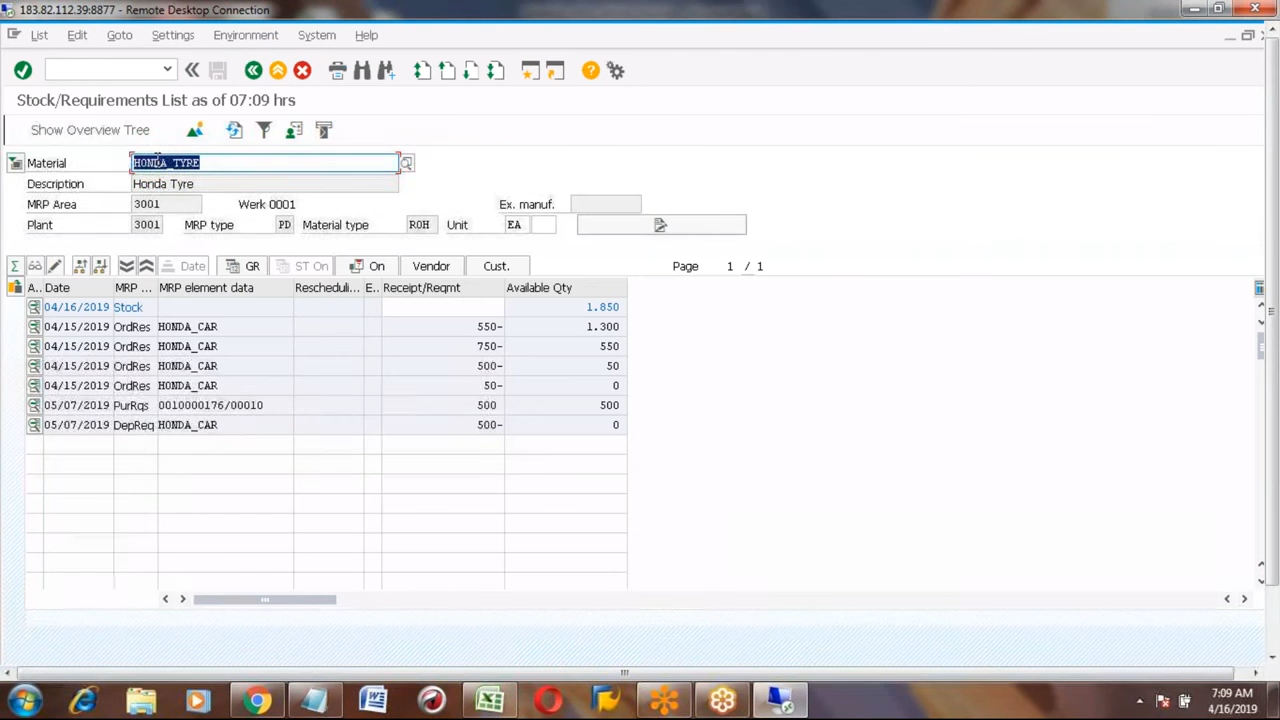 183.82.112.39:8877 - Remote Desktop Connection
List Edit Goto Settings Environment System Help
Stock/Requirements List as of 07:09 hrs
Show Overview Tree
Material HONDA_TYRE
Description Honda Tyre
MRP Area 3001 Werk 0001 Ex. manuf.
Plant 3001 MRP type PD Material type ROH Unit EA
Date GR ST On On Vendor Cust. Page 1 / 1
A.. Date MRP ... MRP element data Rescheduli... E.. Receipt/Reqmt Available Qty
04/16/2019 Stock 1.850
04/15/2019 OrdRes HONDA_CAR 550- 1.300
04/15/2019 OrdRes HONDA_CAR 750- 550
04/15/2019 OrdRes HONDA_CAR 500- 50
04/15/2019 OrdRes HONDA_CAR 50- 0
05/07/2019 PurRqs 0010000176/00010 500 500
05/07/2019 DepReq HONDA_CAR 500- 0
7:09 AM
4/16/2019